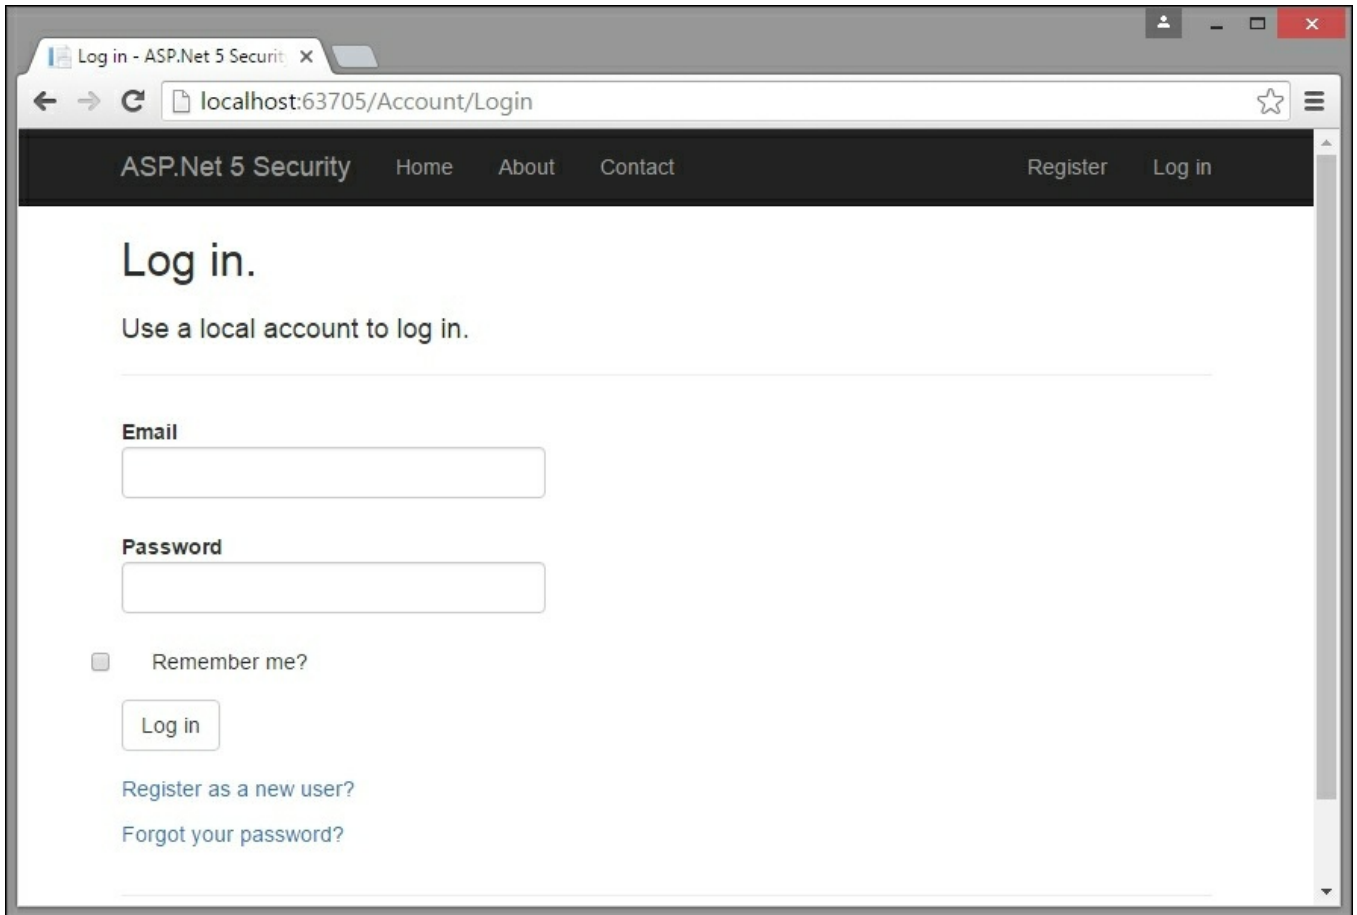 Log in - ASP.Net 5 Securit
localhost:63705/Account/Login
ASP.Net 5 Security Home About Contact Register Log in
Log in.
Use a local account to log in.
Email
Password
Remember me?
Log in
Register as a new user?
Forgot your password?